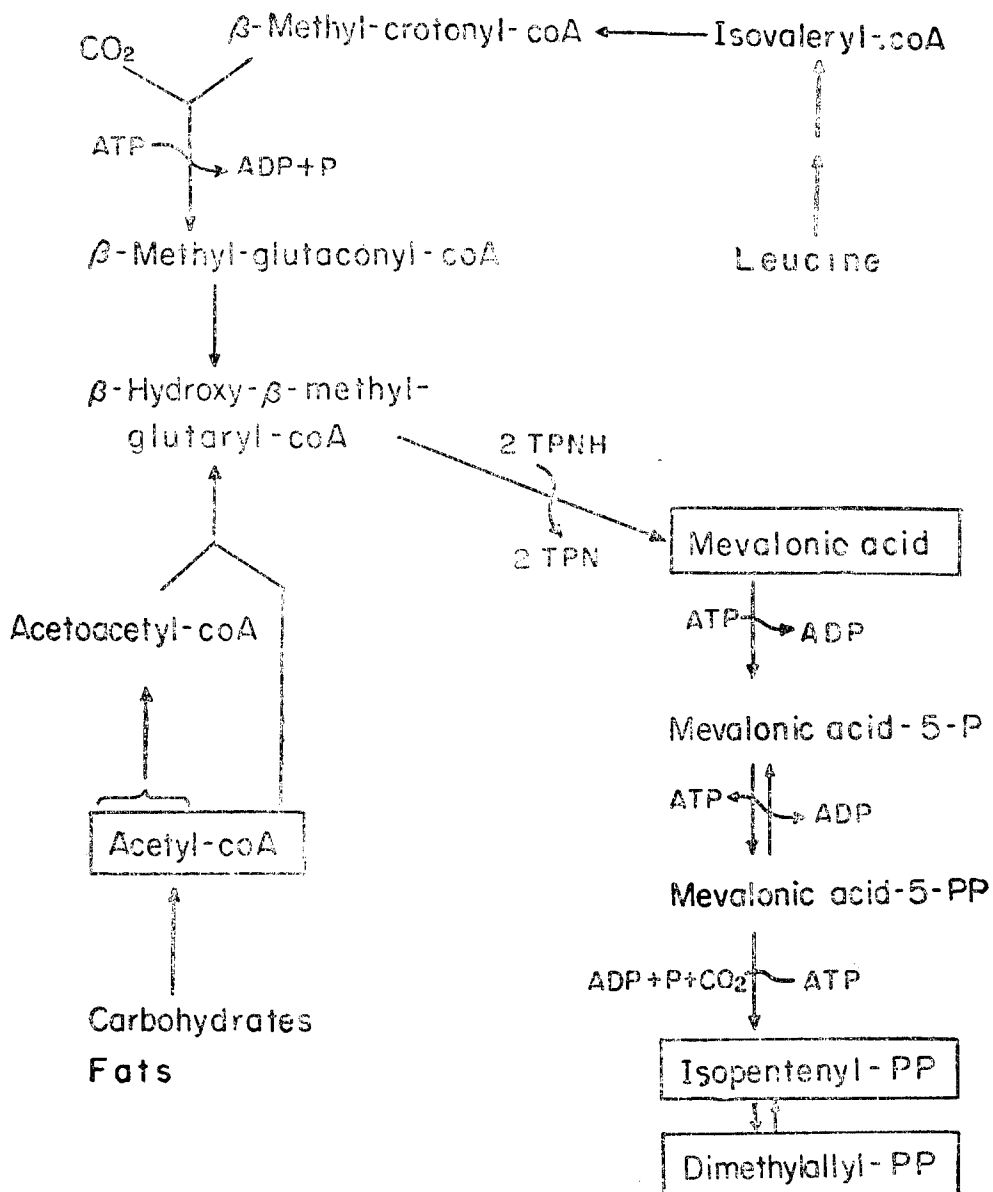 CO₂
β-Methyl-crotonyl-coA
Isovaleryl-coA
ATP
ADP+P
β-Methyl-glutaconyl-coA
Leucine
β-Hydroxy-β-methyl-
glutaryl-coA
2 TPNH
2 TPN
Mevalonic acid
Acetoacetyl-coA
ATP
ADP
Mevalonic acid-5-P
ATP
ADP
Acetyl-coA
Mevalonic acid-5-PP
ADP+P+CO₂
ATP
Carbohydrates
Fats
Isopentenyl-PP
Dimethylallyl-PP